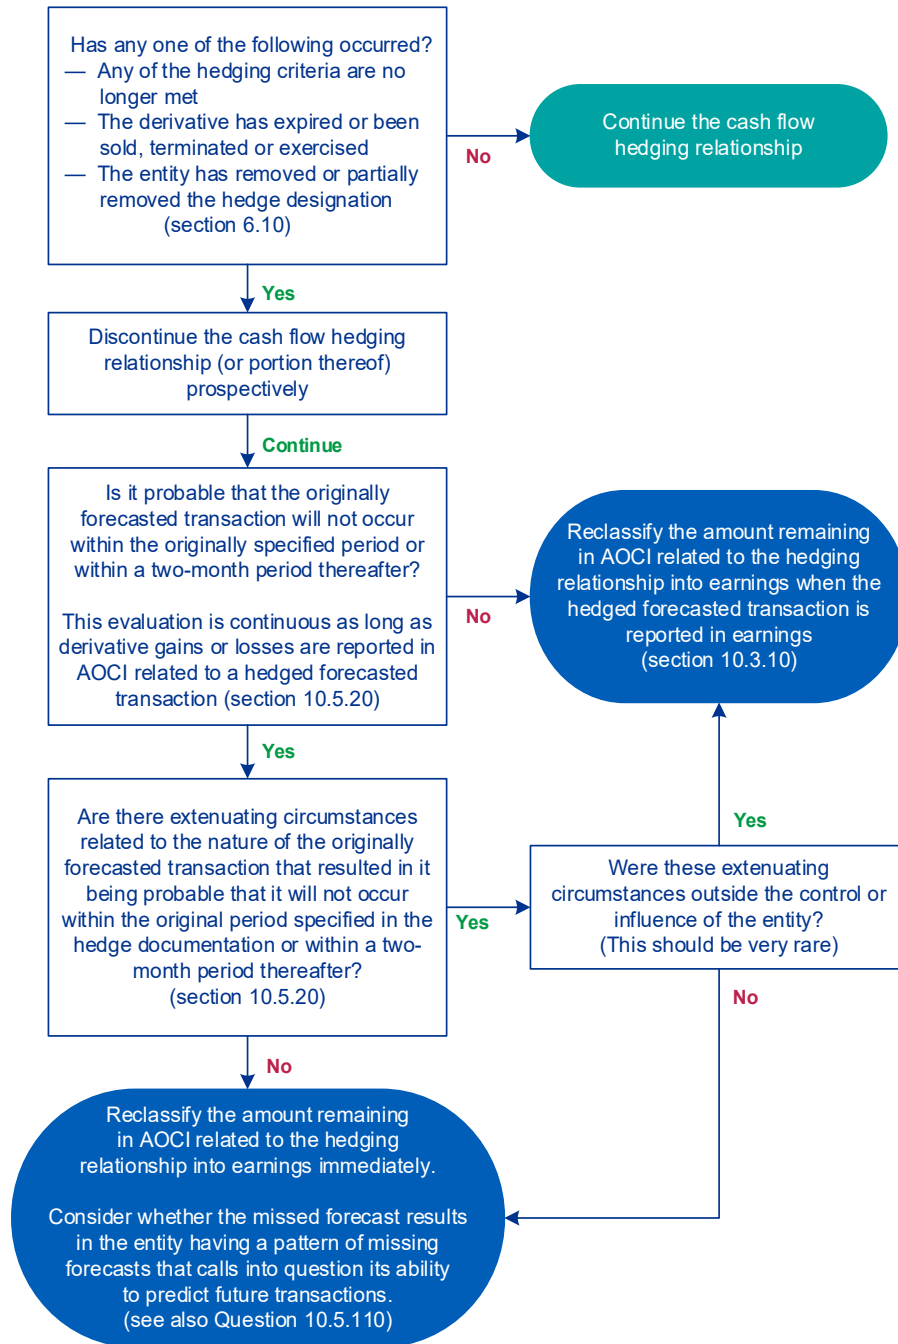 Has any one of the following occurred?
— Any of the hedging criteria are no
longer met
— The derivative has expired or been
sold, terminated or exercised
— The entity has removed or partially
removed the hedge designation
(section 6.10)
No
Continue the cash flow
hedging relationship
Yes
Discontinue the cash flow hedging
relationship (or portion thereof)
prospectively
Continue
Is it probable that the originally
forecasted transaction will not occur
within the originally specified period or
within a two-month period thereafter?
This evaluation is continuous as long as
derivative gains or losses are reported in
AOCI related to a hedged forecasted
transaction (section 10.5.20)
No
Reclassify the amount remaining
in AOCI related to the hedging
relationship into earnings when the
hedged forecasted transaction is
reported in earnings
(section 10.3.10)
Yes
Are there extenuating circumstances
related to the nature of the originally
forecasted transaction that resulted in it
being probable that it will not occur
within the original period specified in the
hedge documentation or within a two-
month period thereafter?
(section 10.5.20)
Yes
Yes
Were these extenuating
circumstances outside the control or
influence of the entity?
(This should be very rare)
No
No
Reclassify the amount remaining
in AOCI related to the hedging
relationship into earnings immediately.
Consider whether the missed forecast results
in the entity having a pattern of missing
forecasts that calls into question its ability
to predict future transactions.
(see also Question 10.5.110)